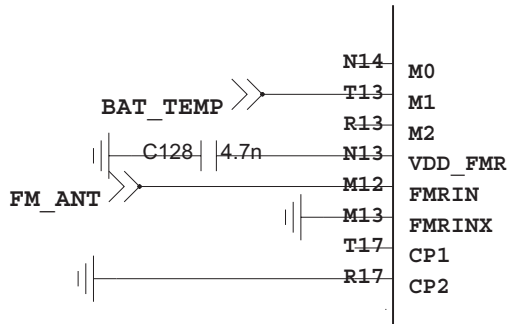 N14 M0
BAT_TEMP T13 M1
R13 M2
C128 4.7n N13 VDD_FMR
FM_ANT M12 FMRIN
M13 FMRINX
T17 CP1
R17 CP2